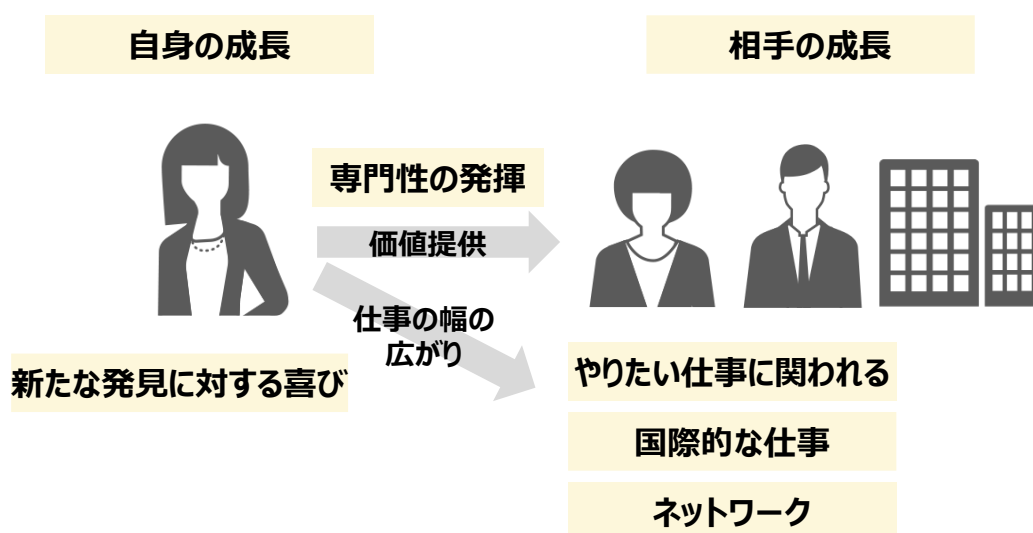 自身の成長
相手の成長
専門性の発揮
価値提供
仕事の幅の
広がり
新たな発見に対する喜び
やりたい仕事に関われる
国際的な仕事
ネットワーク